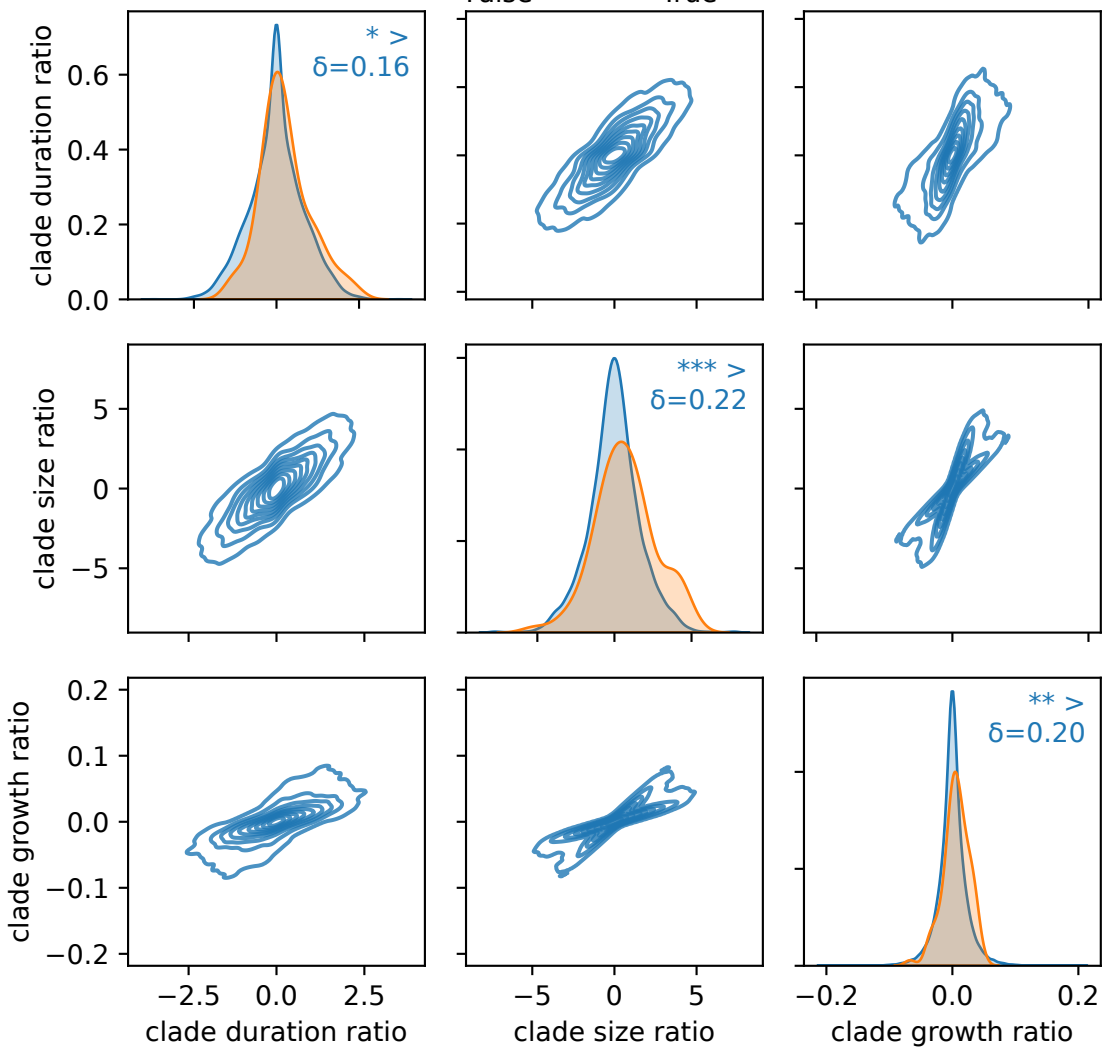 False True
clade duration ratio
0.6
0.4
0.2
0.0
* >
δ=0.16
clade size ratio
5
0
−5
*** >
δ=0.22
clade growth ratio
0.2
0.1
0.0
−0.1
−0.2
** >
δ=0.20
−2.5 0.0 2.5
−5 0 5
−0.2 0.0 0.2
clade duration ratio
clade size ratio
clade growth ratio